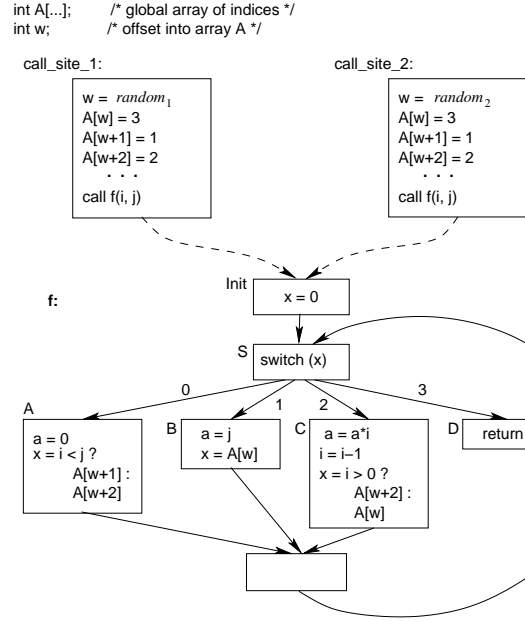 int A[...];      /* global array of indices */
int w;      /* offset into array A */
call_site_1:
w = random1
A[w] = 3
A[w+1] = 1
A[w+2] = 2
. . .
call f(i, j)
call_site_2:
w = random2
A[w] = 3
A[w+1] = 1
A[w+2] = 2
. . .
call f(i, j)
f:
Init
x = 0
S
switch (x)
0
1
2
3
A
a = 0
x = i < j ?
A[w+1] :
A[w+2]
B
a = j
x = A[w]
C
a = a*i
i = i−1
x = i > 0 ?
A[w+2] :
A[w]
D
return